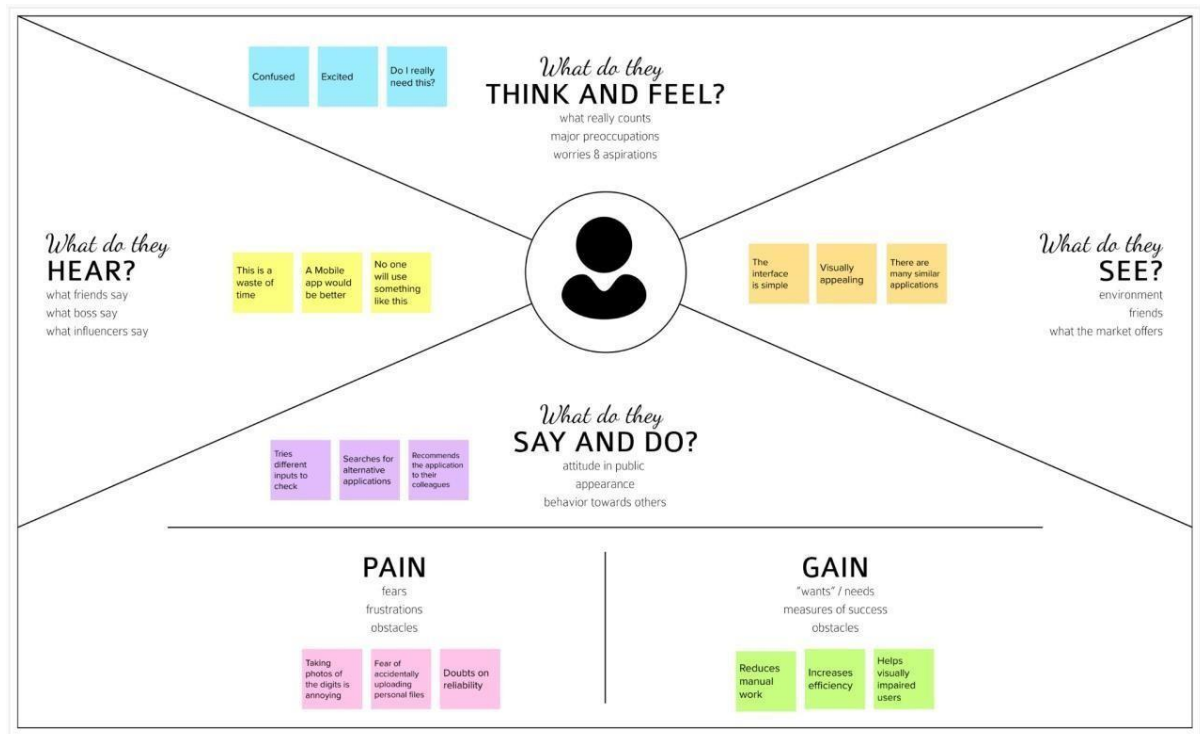 Confused
Excited
Do I really
need this?
What do they
THINK AND FEEL?
what really counts
major preoccupations
worries & aspirations
What do they
HEAR?
what friends say
what boss say
what influencers say
This is a
waste of
time
A Mobile
app would
be better
No one
will use
something
like this
The
interface
is simple
Visually
appealing
There are
many similar
applications
What do they
SEE?
environment
friends
what the market offers
What do they
SAY AND DO?
attitude in public
appearance
behavior towards others
Tries
different
inputs to
check
Searches for
alternative
applications
Recommends
the application
to their
colleagues
PAIN
fears
frustrations
obstacles
Taking
photos of
the digits is
annoying
Fear of
accidentally
uploading
personal files
Doubts on
reliability
GAIN
"wants" / needs
measures of success
obstacles
Reduces
manual
work
Increases
efficiency
Helps
visually
impaired
users